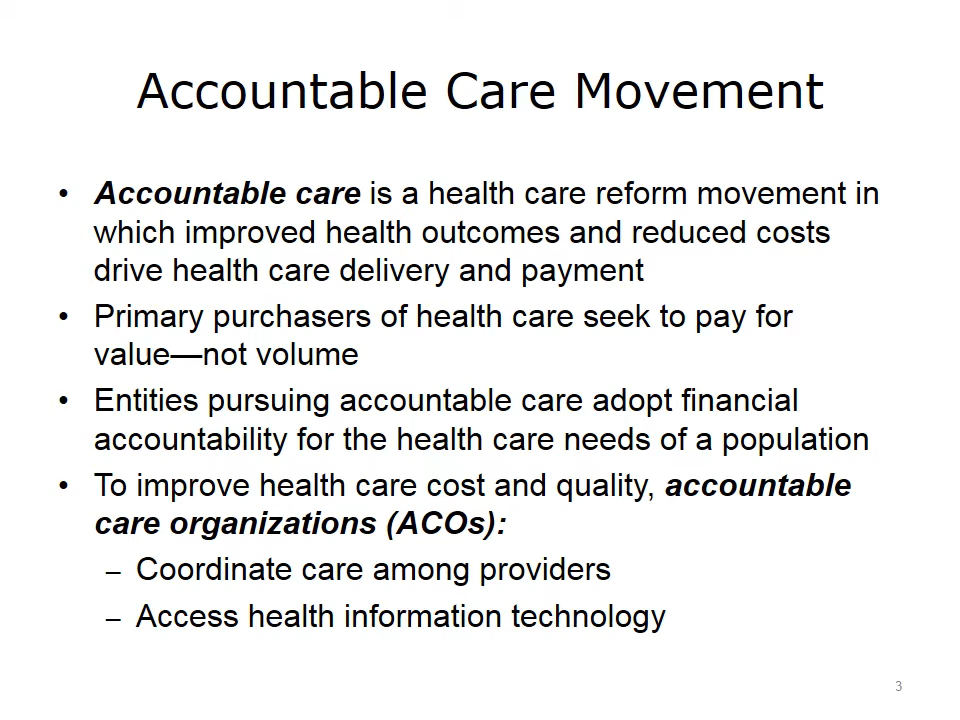 Accountable Care Movement
• Accountable care is a health care reform movement in
which improved health outcomes and reduced costs
drive health care delivery and payment
• Primary purchasers of health care seek to pay for
value—not volume
• Entities pursuing accountable care adopt financial
accountability for the health care needs of a population
• To improve health care cost and quality, accountable
care organizations (ACOs):
– Coordinate care among providers
– Access health information technology
3